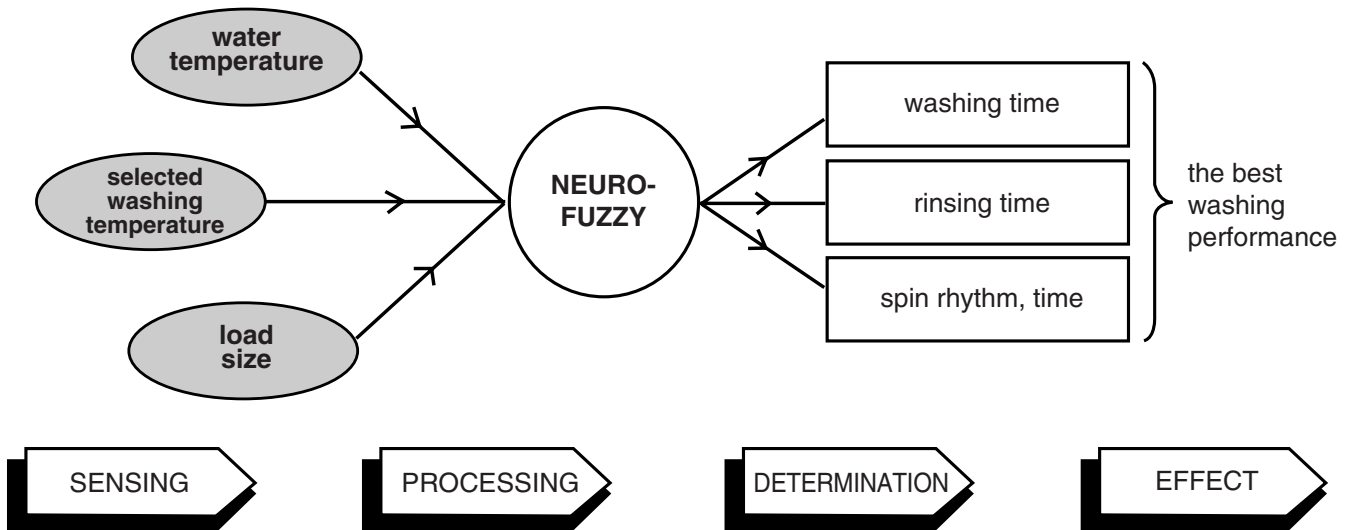 water
temperature
selected
washing
temperature
load
size
NEURO-
FUZZY
washing time
rinsing time
spin rhythm, time
the best
washing
performance
SENSING
PROCESSING
DETERMINATION
EFFECT